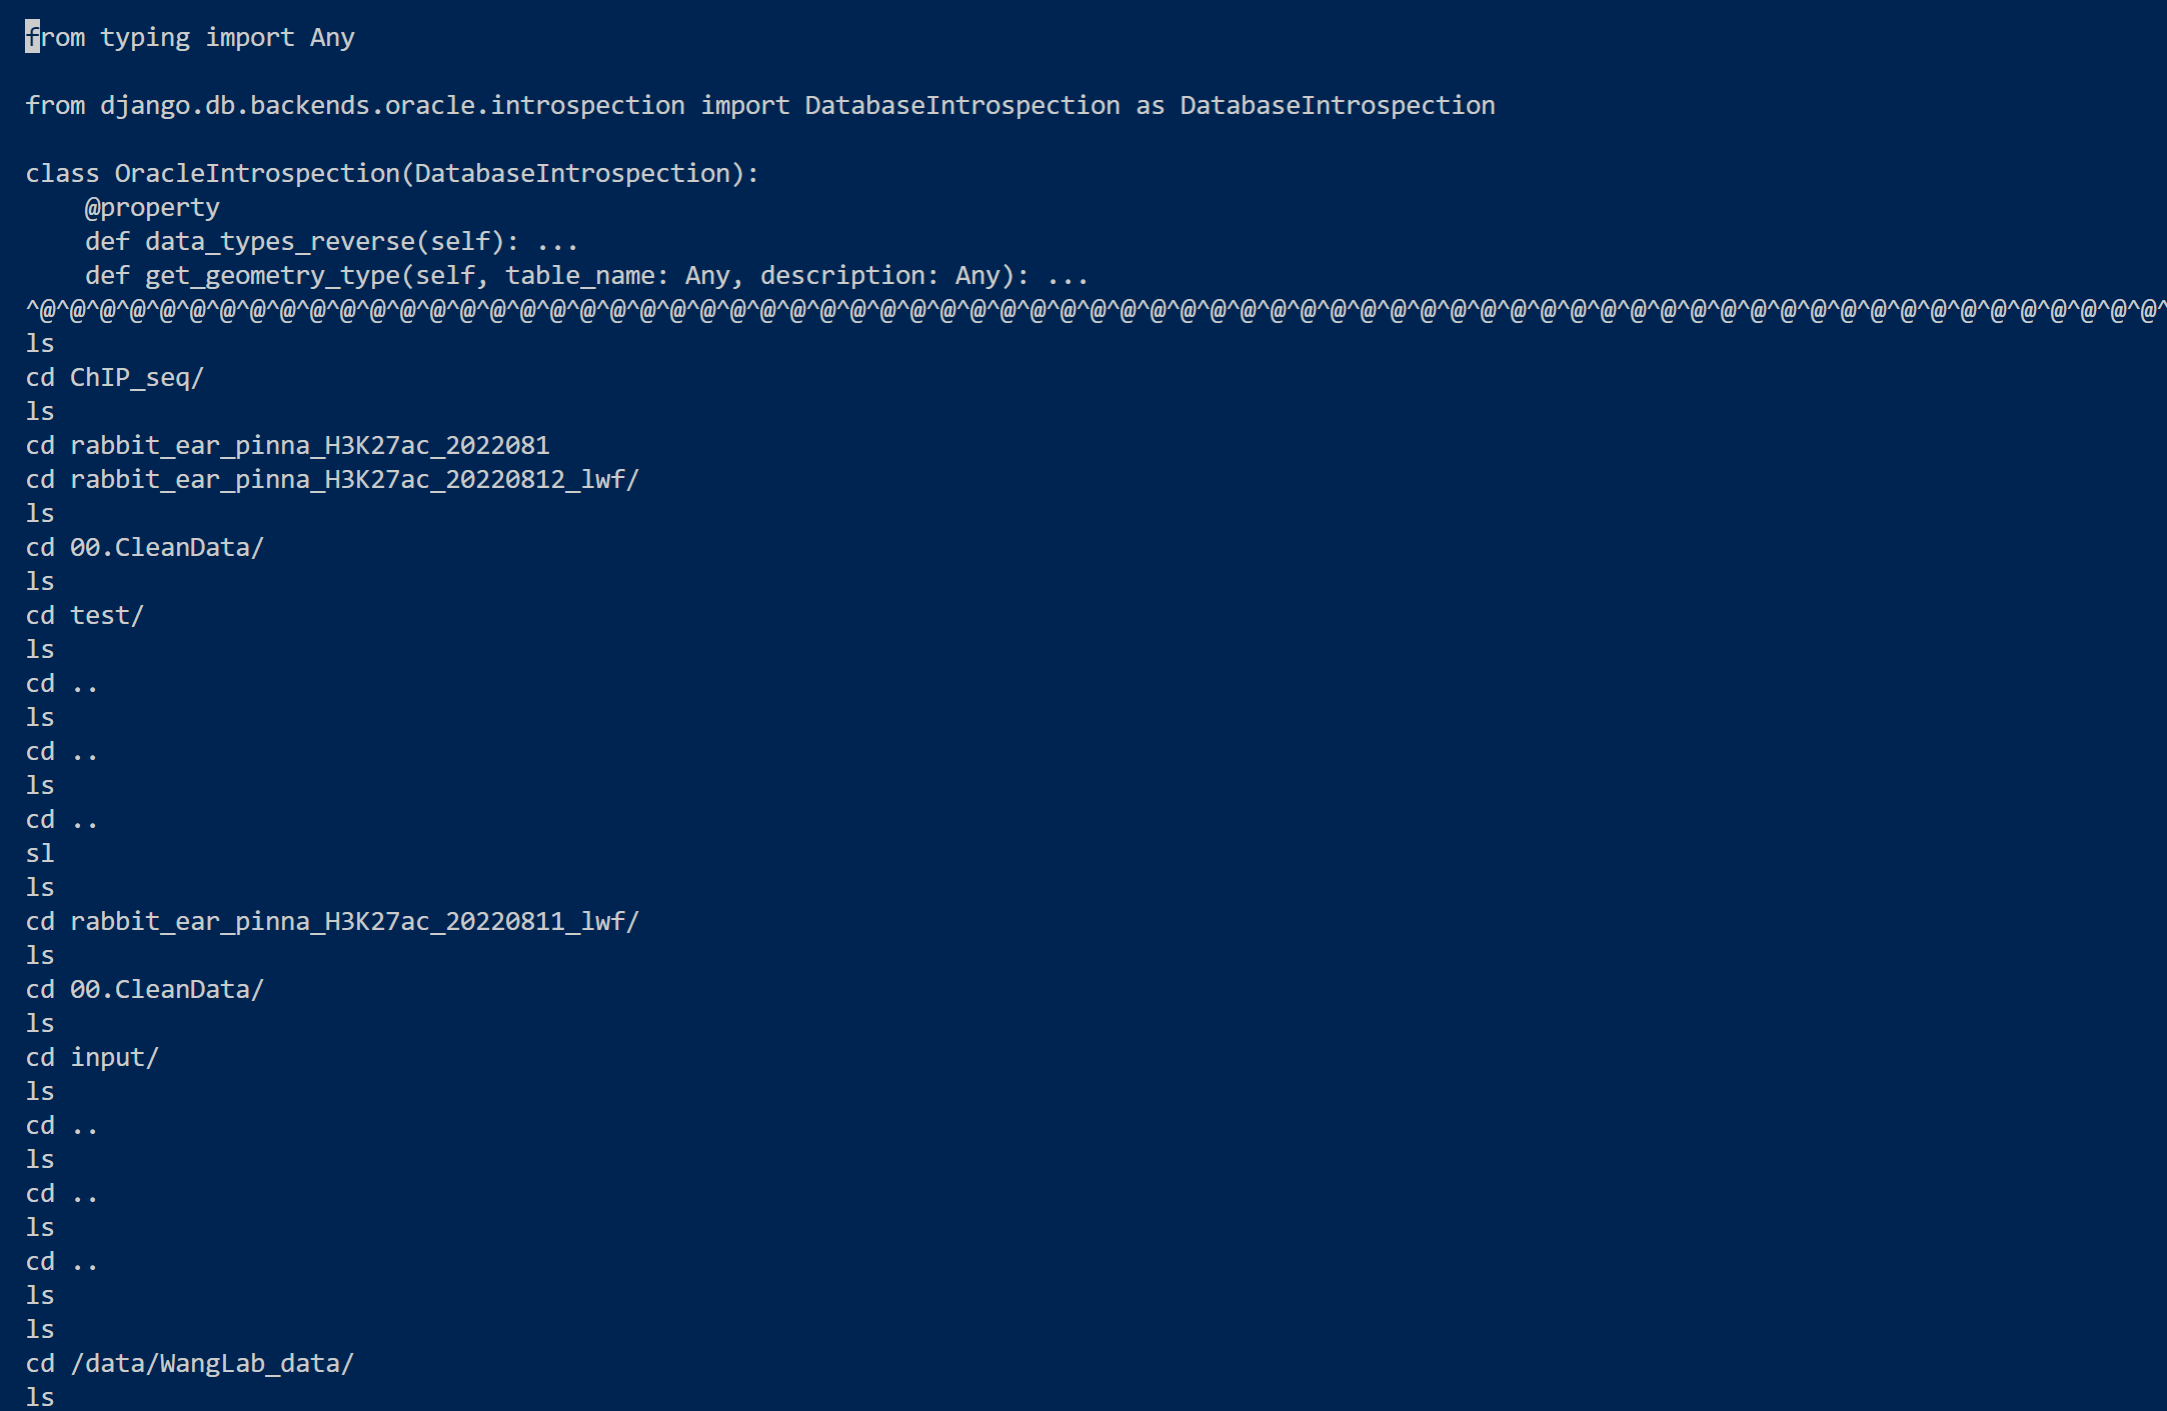 from typing import Any
from django.db.backends.oracle.introspection import DatabaseIntrospection as DatabaseIntrospection
class OracleIntrospection(DatabaseIntrospection):
@property
def data_types_reverse(self): ...
def get_geometry_type(self, table_name: Any, description: Any): ...
^@^@^@^@^@^@^@^@^@^@^@^@^@^@^@^@^@^@^@^@^@^@^@^@^@^@^@^@^@^@^@^@^@^@^@^@^@^@^@^@^@^@^@^@^@^@^@^@^@^@^@^@^@^@^@^@^@^@^@^@^@^@^@^@^@^@^@^@^@^@^@^
ls
cd ChIP_seq/
ls
cd rabbit_ear_pinna_H3K27ac_2022081
cd rabbit_ear_pinna_H3K27ac_20220812_lwf/
ls
cd 00.CleanData/
ls
cd test/
ls
cd ..
ls
cd ..
ls
cd ..
sl
ls
cd rabbit_ear_pinna_H3K27ac_20220811_lwf/
ls
cd 00.CleanData/
ls
cd input/
ls
cd ..
ls
cd ..
ls
cd ..
ls
ls
cd /data/WangLab_data/
ls